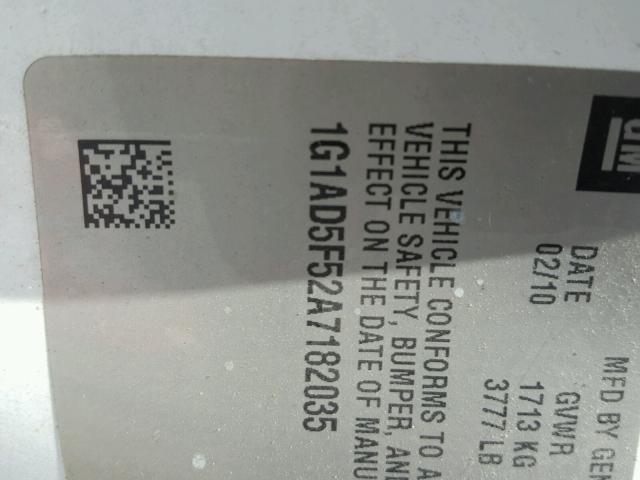 GM
MFD BY GEN
DATE GVWR
02/10 1713 KG
3777 LB
THIS VEHICLE CONFORMS TO A
VEHICLE SAFETY, BUMPER, AN
EFFECT ON THE DATE OF MANU
1G1AD5F52A7182035